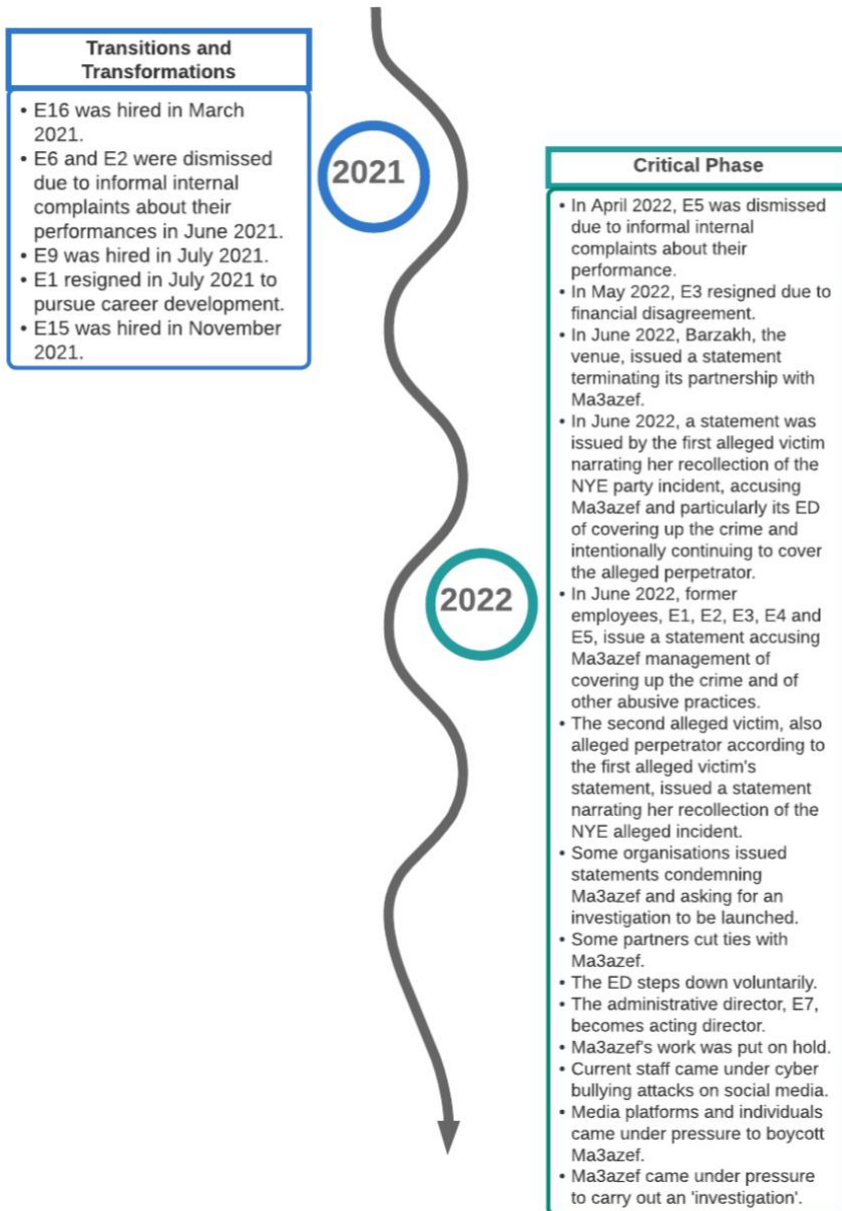 Transitions and
Transformations
• E16 was hired in March
2021.
• E6 and E2 were dismissed
due to informal internal
complaints about their
performances in June 2021.
• E9 was hired in July 2021.
• E1 resigned in July 2021 to
pursue career development.
• E15 was hired in November
2021.
2021
Critical Phase
• In April 2022, E5 was dismissed
due to informal internal
complaints about their
performance.
• In May 2022, E3 resigned due to
financial disagreement.
• In June 2022, Barzakh, the
venue, issued a statement
terminating its partnership with
Ma3azef.
• In June 2022, a statement was
issued by the first alleged victim
narrating her recollection of the
NYE party incident, accusing
Ma3azef and particularly its ED
of covering up the crime and
intentionally continuing to cover
the alleged perpetrator.
• In June 2022, former
employees, E1, E2, E3, E4 and
E5, issue a statement accusing
Ma3azef management of
covering up the crime and of
other abusive practices.
• The second alleged victim, also
alleged perpetrator according to
the first alleged victim's
statement, issued a statement
narrating her recollection of the
NYE alleged incident.
• Some organisations issued
statements condemning
Ma3azef and asking for an
investigation to be launched.
• Some partners cut ties with
Ma3azef.
• The ED steps down voluntarily.
• The administrative director, E7,
becomes acting director.
• Ma3azef's work was put on hold.
• Current staff came under cyber
bullying attacks on social media.
• Media platforms and individuals
came under pressure to boycott
Ma3azef.
• Ma3azef came under pressure
to carry out an 'investigation'.
2022